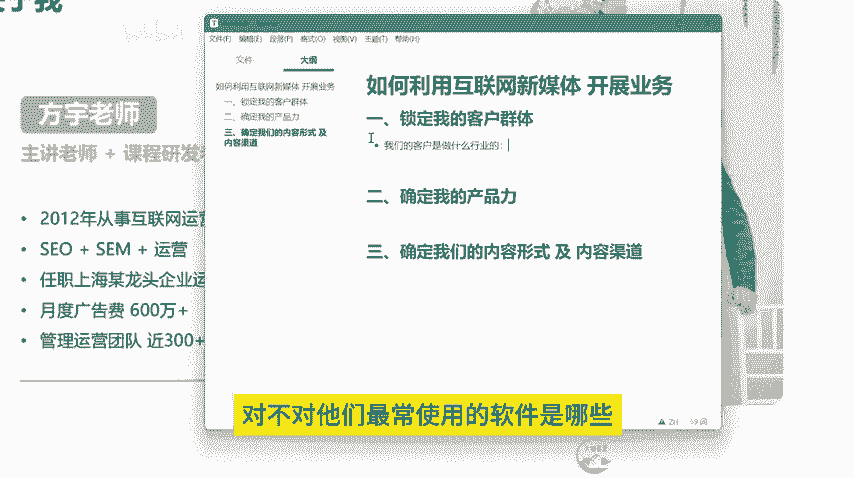 方宇老师
主讲老师 + 课程研发
2012年从事互联网运营
SEO + SEM + 运营
任职上海某龙头企业运
月度广告费 600万+
管理运营团队 近300+
文件(F) 编辑(E) 段落(P) 格式(O) 视图(V) 主题(T) 帮助(H)
文件 大纲
如何利用互联网新媒体 开展业务
一、锁定我的客户群体
二、确定我的产品力
三、确定我们的内容形式 及
内容渠道
如何利用互联网新媒体 开展业务
一、锁定我的客户群体
我们的客户是做什么行业的：
二、确定我的产品力
三、确定我们的内容形式 及 内容渠道
对不对他们最常使用的软件是哪些